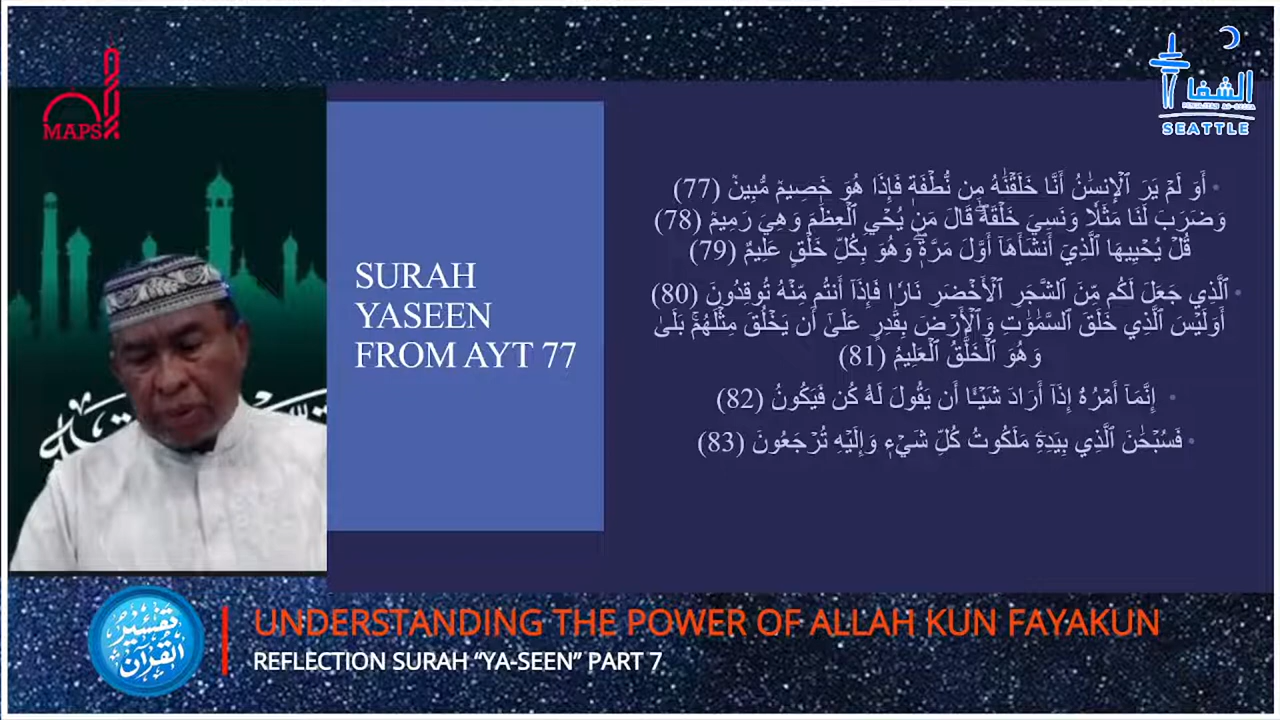 MAPS
الشفاء
SEATTLE
SURAH
YASEEN
FROM AYT 77
أَوَ لَمۡ يَرَ ٱلۡإِنسَٰنُ أَنَّا خَلَقۡنَٰهُ مِن نُّطۡفَةٖ فَإِذَا هُوَ خَصِيمٞ مُّبِينٞ (77)
وَضَرَبَ لَنَا مَثَلٗا وَنَسِيَ خَلۡقَهُۥۖ قَالَ مَن يُحۡيِ ٱلۡعِظَٰمَ وَهِيَ رَمِيمٞ (78)
قُلۡ يُحۡيِيهَا ٱلَّذِيٓ أَنشَأَهَآ أَوَّلَ مَرَّةٖۖ وَهُوَ بِكُلِّ خَلۡقٍ عَلِيمٌ (79)
ٱلَّذِي جَعَلَ لَكُم مِّنَ ٱلشَّجَرِ ٱلۡأَخۡضَرِ نَارٗا فَإِذَآ أَنتُم مِّنۡهُ تُوقِدُونَ (80)
أَوَلَيۡسَ ٱلَّذِي خَلَقَ ٱلسَّمَٰوَٰتِ وَٱلۡأَرۡضَ بِقَٰدِرٍ عَلَىٰٓ أَن يَخۡلُقَ مِثۡلَهُمۚ بَلَىٰ
وَهُوَ ٱلۡخَلَّٰقُ ٱلۡعَلِيمُ (81)
إِنَّمَآ أَمۡرُهُۥٓ إِذَآ أَرَادَ شَيۡـًٔا أَن يَقُولَ لَهُۥ كُن فَيَكُونُ (82)
فَسُبۡحَٰنَ ٱلَّذِي بِيَدِهِۦ مَلَكُوتُ كُلِّ شَيۡءٖ وَإِلَيۡهِ تُرۡجَعُونَ (83)
تفسير
القرآن
UNDERSTANDING THE POWER OF ALLAH KUN FAYAKUN
REFLECTION SURAH “YA-SEEN” PART 7